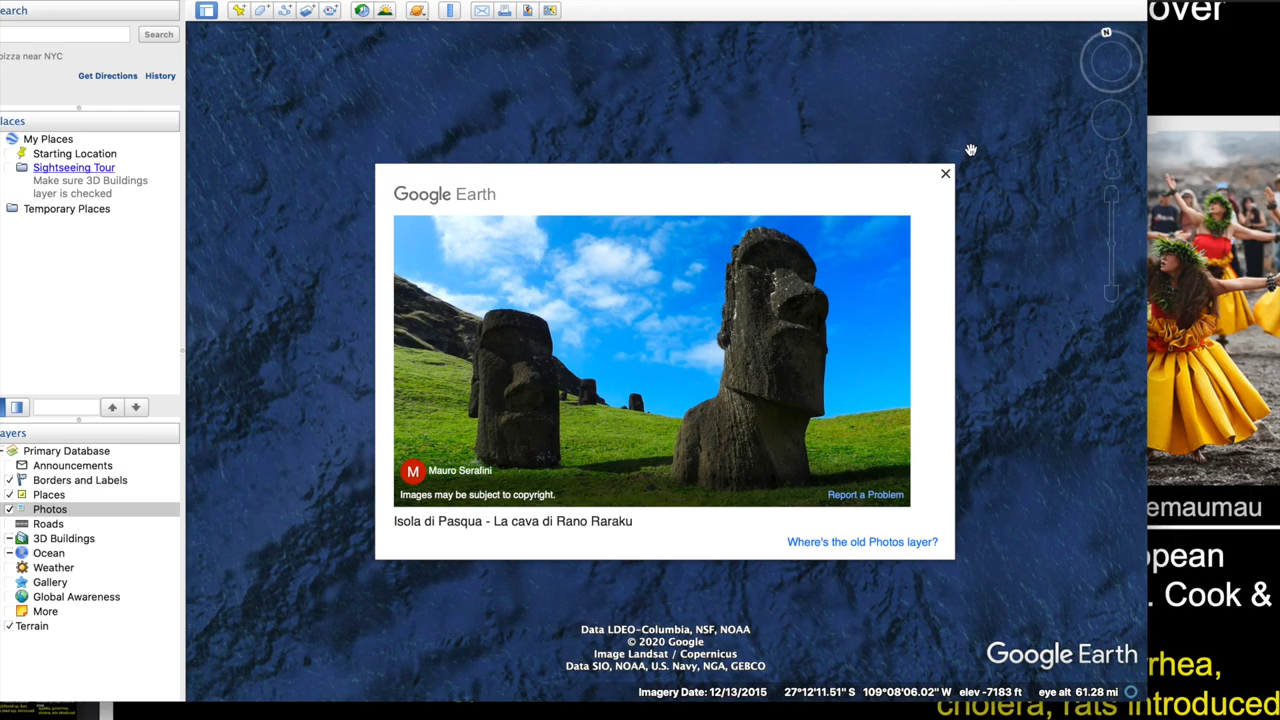 earch
Search
pizza near NYC
Get Directions History
laces
My Places
Starting Location
Sightseeing Tour
Make sure 3D Buildings
layer is checked
Temporary Places
ayers
Primary Database
Announcements
Borders and Labels
Places
Photos
Roads
3D Buildings
Ocean
Weather
Gallery
Global Awareness
More
Terrain
N
Google Earth
M Mauro Serafini
Images may be subject to copyright.
Report a Problem
Isola di Pasqua - La cava di Rano Raraku
Where's the old Photos layer?
Data LDEO-Columbia, NSF, NOAA
© 2020 Google
Image Landsat / Copernicus
Data SIO, NOAA, U.S. Navy, NGA, GEBCO
Google Earth
Imagery Date: 12/13/2015 27°12'11.51" S 109°08'06.02" W elev -7183 ft eye alt 61.28 mi
over
emaumau
pean
. Cook &
rhea,
cholera, rats introduced